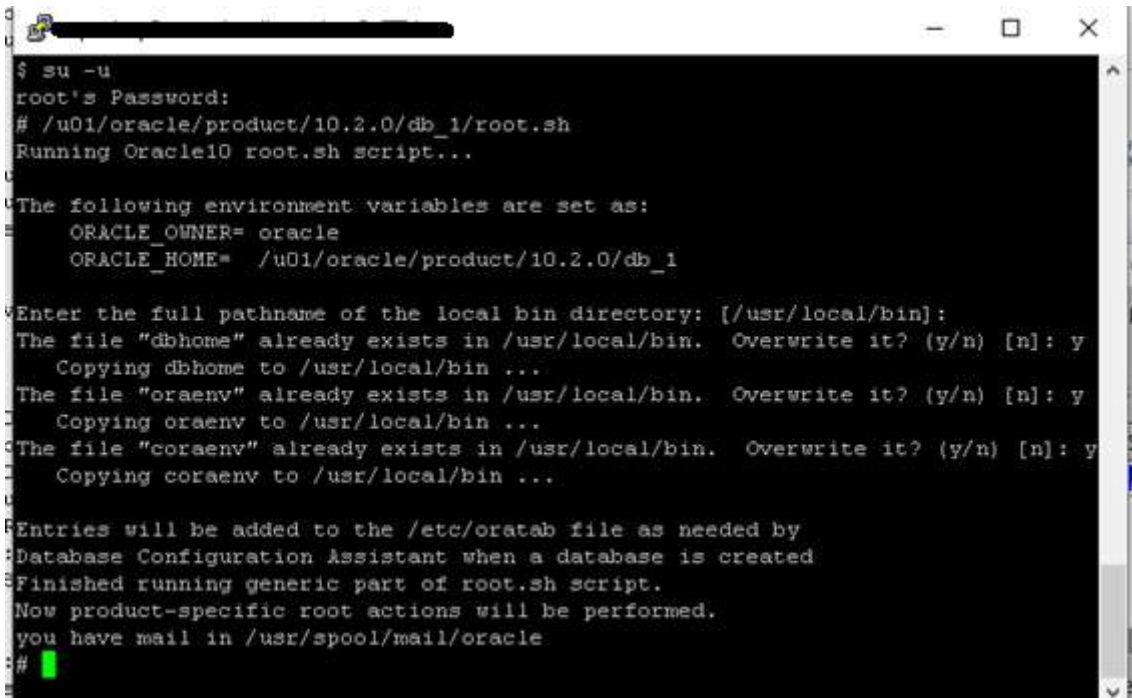 $ su -u
root's Password:
# /u01/oracle/product/10.2.0/db_1/root.sh
Running Oracle10 root.sh script...
The following environment variables are set as:
ORACLE_OWNER= oracle
ORACLE_HOME= /u01/oracle/product/10.2.0/db_1
Enter the full pathname of the local bin directory: [/usr/local/bin]:
The file "dbhome" already exists in /usr/local/bin. Overwrite it? (y/n) [n]: y
Copying dbhome to /usr/local/bin ...
The file "oraenv" already exists in /usr/local/bin. Overwrite it? (y/n) [n]: y
Copying oraenv to /usr/local/bin ...
The file "coraenv" already exists in /usr/local/bin. Overwrite it? (y/n) [n]: y
Copying coraenv to /usr/local/bin ...
Entries will be added to the /etc/oratab file as needed by
Database Configuration Assistant when a database is created
Finished running generic part of root.sh script.
Now product-specific root actions will be performed.
you have mail in /usr/spool/mail/oracle
#